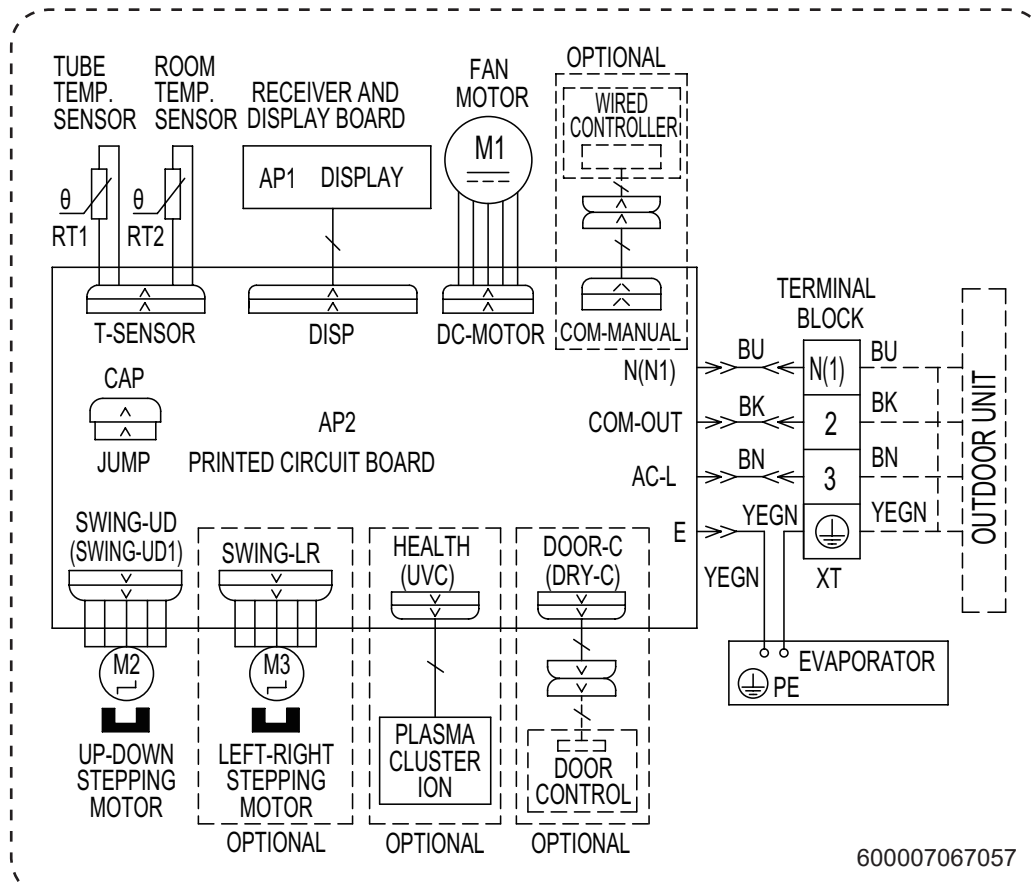 TUBE
TEMP.
SENSOR
ROOM
TEMP.
SENSOR
RECEIVER AND
DISPLAY BOARD
FAN
MOTOR
OPTIONAL
WIRED
CONTROLLER
AP1 DISPLAY
M1
θ
RT1
θ
RT2
T-SENSOR
DISP
DC-MOTOR
COM-MANUAL
TERMINAL
BLOCK
CAP
JUMP
AP2
PRINTED CIRCUIT BOARD
N(N1)
BU
N(1)
BU
COM-OUT
BK
2
BK
AC-L
BN
3
BN
E
YEGN
YEGN
YEGN
XT
OUTDOOR UNIT
SWING-UD
(SWING-UD1)
SWING-LR
HEALTH
(UVC)
DOOR-C
(DRY-C)
EVAPORATOR
PE
M2
M3
UP-DOWN
STEPPING
MOTOR
LEFT-RIGHT
STEPPING
MOTOR
PLASMA
CLUSTER
ION
DOOR
CONTROL
OPTIONAL
OPTIONAL
OPTIONAL
600007067057